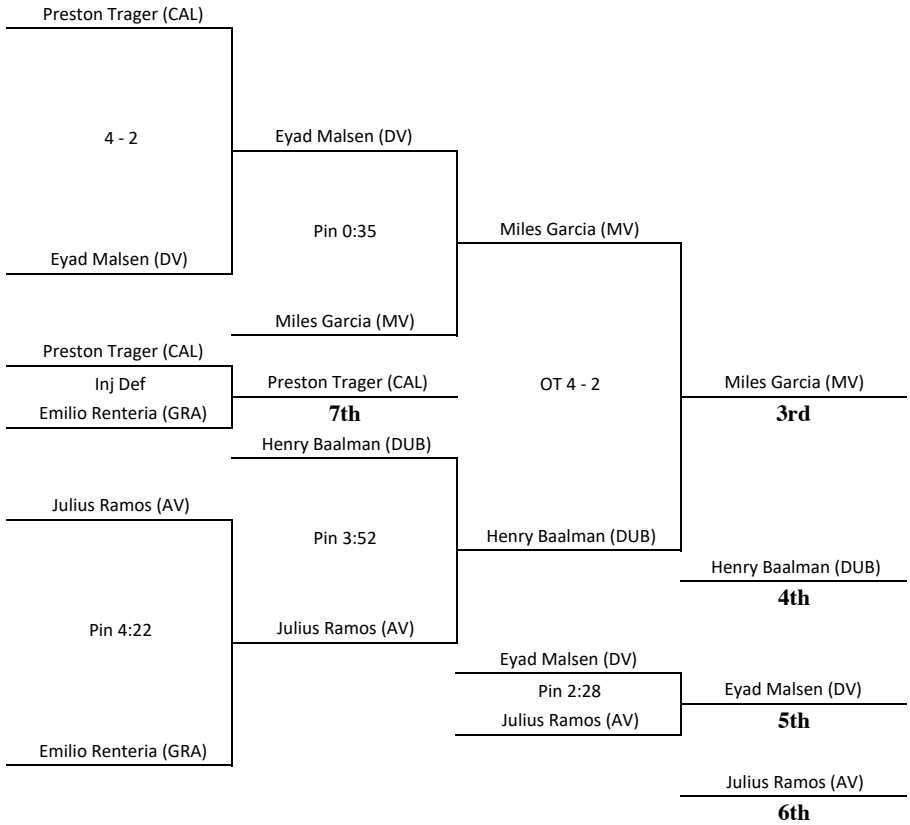 Preston Trager (CAL)
4 - 2
Eyad Malsen (DV)
Pin 0:35
Miles Garcia (MV)
Eyad Malsen (DV)
Miles Garcia (MV)
Preston Trager (CAL)
Inj Def
Preston Trager (CAL)
OT 4 - 2
Miles Garcia (MV)
Emilio Renteria (GRA)
7th
3rd
Henry Baalman (DUB)
Julius Ramos (AV)
Pin 3:52
Henry Baalman (DUB)
Henry Baalman (DUB)
4th
Pin 4:22
Julius Ramos (AV)
Eyad Malsen (DV)
Pin 2:28
Eyad Malsen (DV)
Julius Ramos (AV)
5th
Emilio Renteria (GRA)
Julius Ramos (AV)
6th